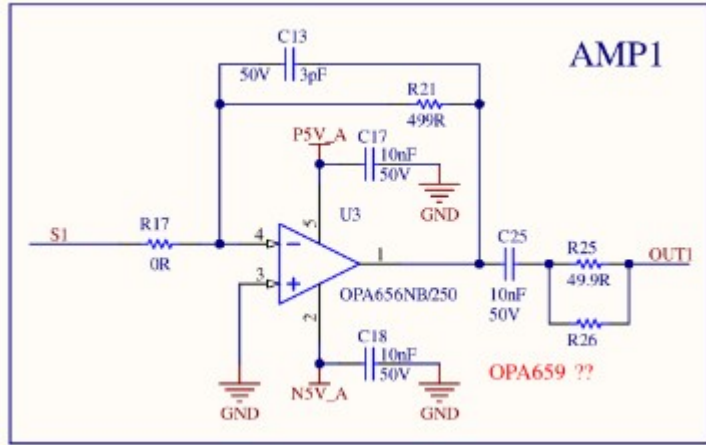 AMP1
C13
50V
3pF
R21
499R
P5V_A
C17
10nF
50V
GND
U3
S1
R17
0R
4
5
3
1
2
OPA656NB/250
C25
10nF
50V
R25
49.9R
OUT1
R26
C18
10nF
50V
N5V_A
GND
GND
OPA659 ??